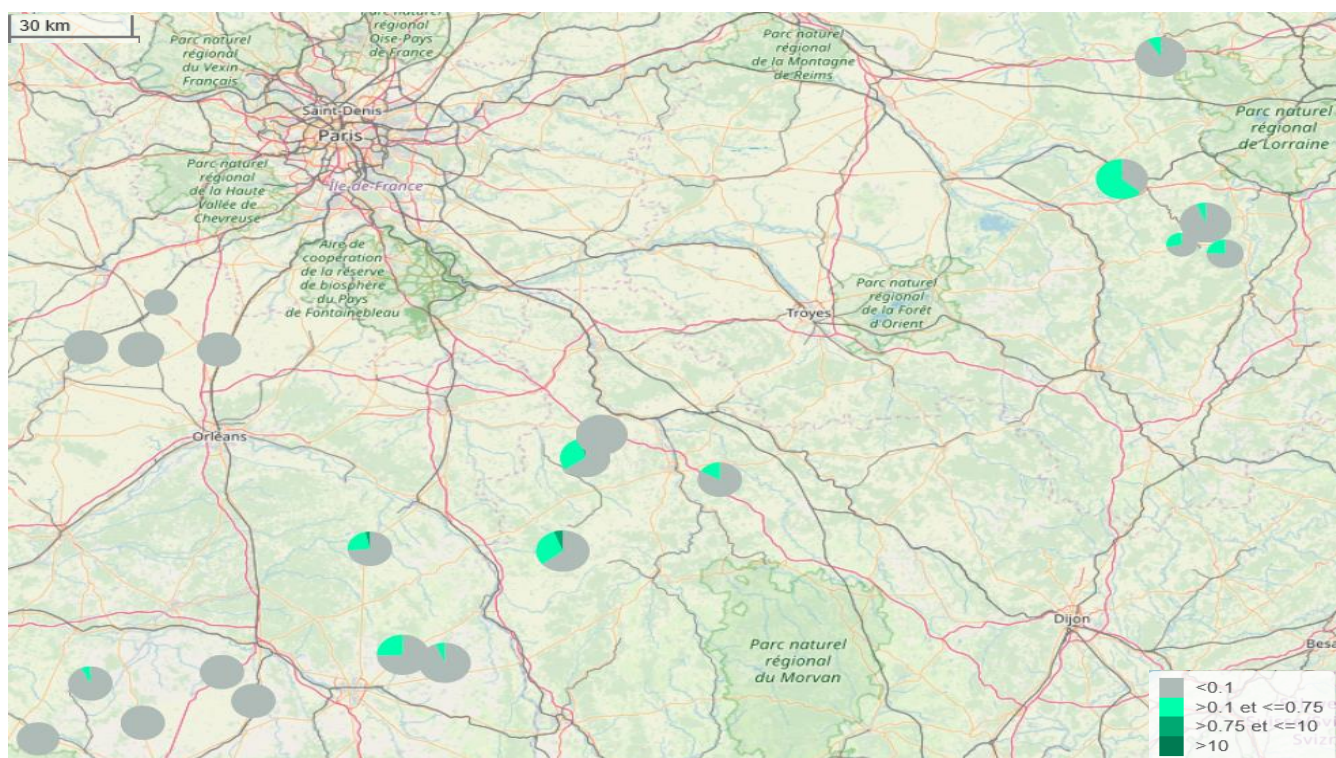 30 km
Parc naturel
régional
du Vexin
Français
Parc naturel
régional
Oise-Pays
de France
Parc naturel
régional
de la Montagne
de Reims
Parc naturel
régional
de Lorraine
Saint-Denis
Paris
Île-de-France
Parc naturel
régional
de la Haute
Vallée de
Chevreuse
Aire de
coopération
de la réserve
de biosphère
du Pays
de Fontainebleau
Troyes
Parc naturel
régional
de la Forêt
d'Orient
Orléans
Dijon
Parc naturel
régional
du Morvan
<0.1
>0.1 et <=0.75
>0.75 et <=10
>10